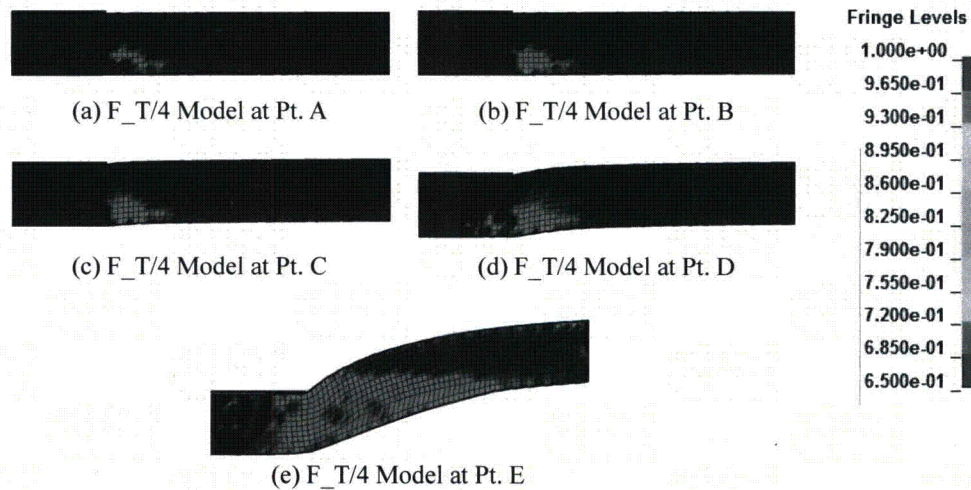 Fringe Levels
1.000e+00
9.650e-01
9.300e-01
8.950e-01
8.600e-01
8.250e-01
7.900e-01
7.550e-01
7.200e-01
6.850e-01
6.500e-01
(a) F_T/4 Model at Pt. A
(b) F_T/4 Model at Pt. B
(c) F_T/4 Model at Pt. C
(d) F_T/4 Model at Pt. D
(e) F_T/4 Model at Pt. E